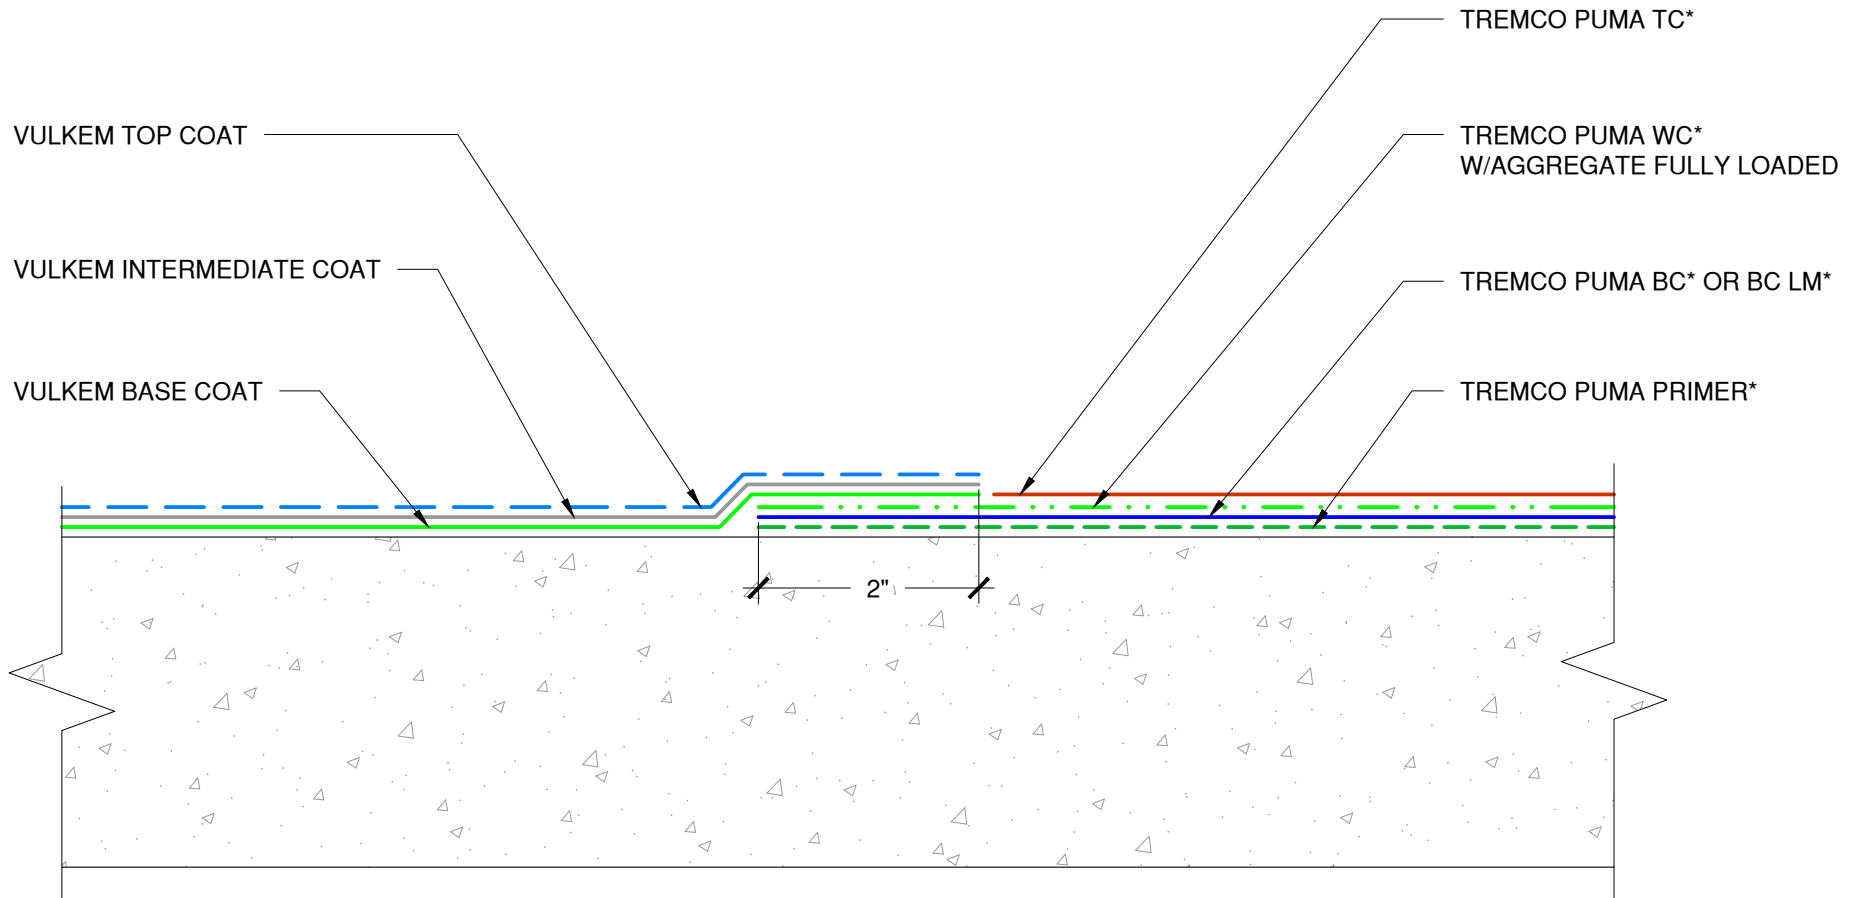 VULKEM TOP COAT
VULKEM INTERMEDIATE COAT
VULKEM BASE COAT
TREMCO PUMA TC*
TREMCO PUMA WC*
W/AGGREGATE FULLY LOADED
TREMCO PUMA BC* OR BC LM*
TREMCO PUMA PRIMER*
2"